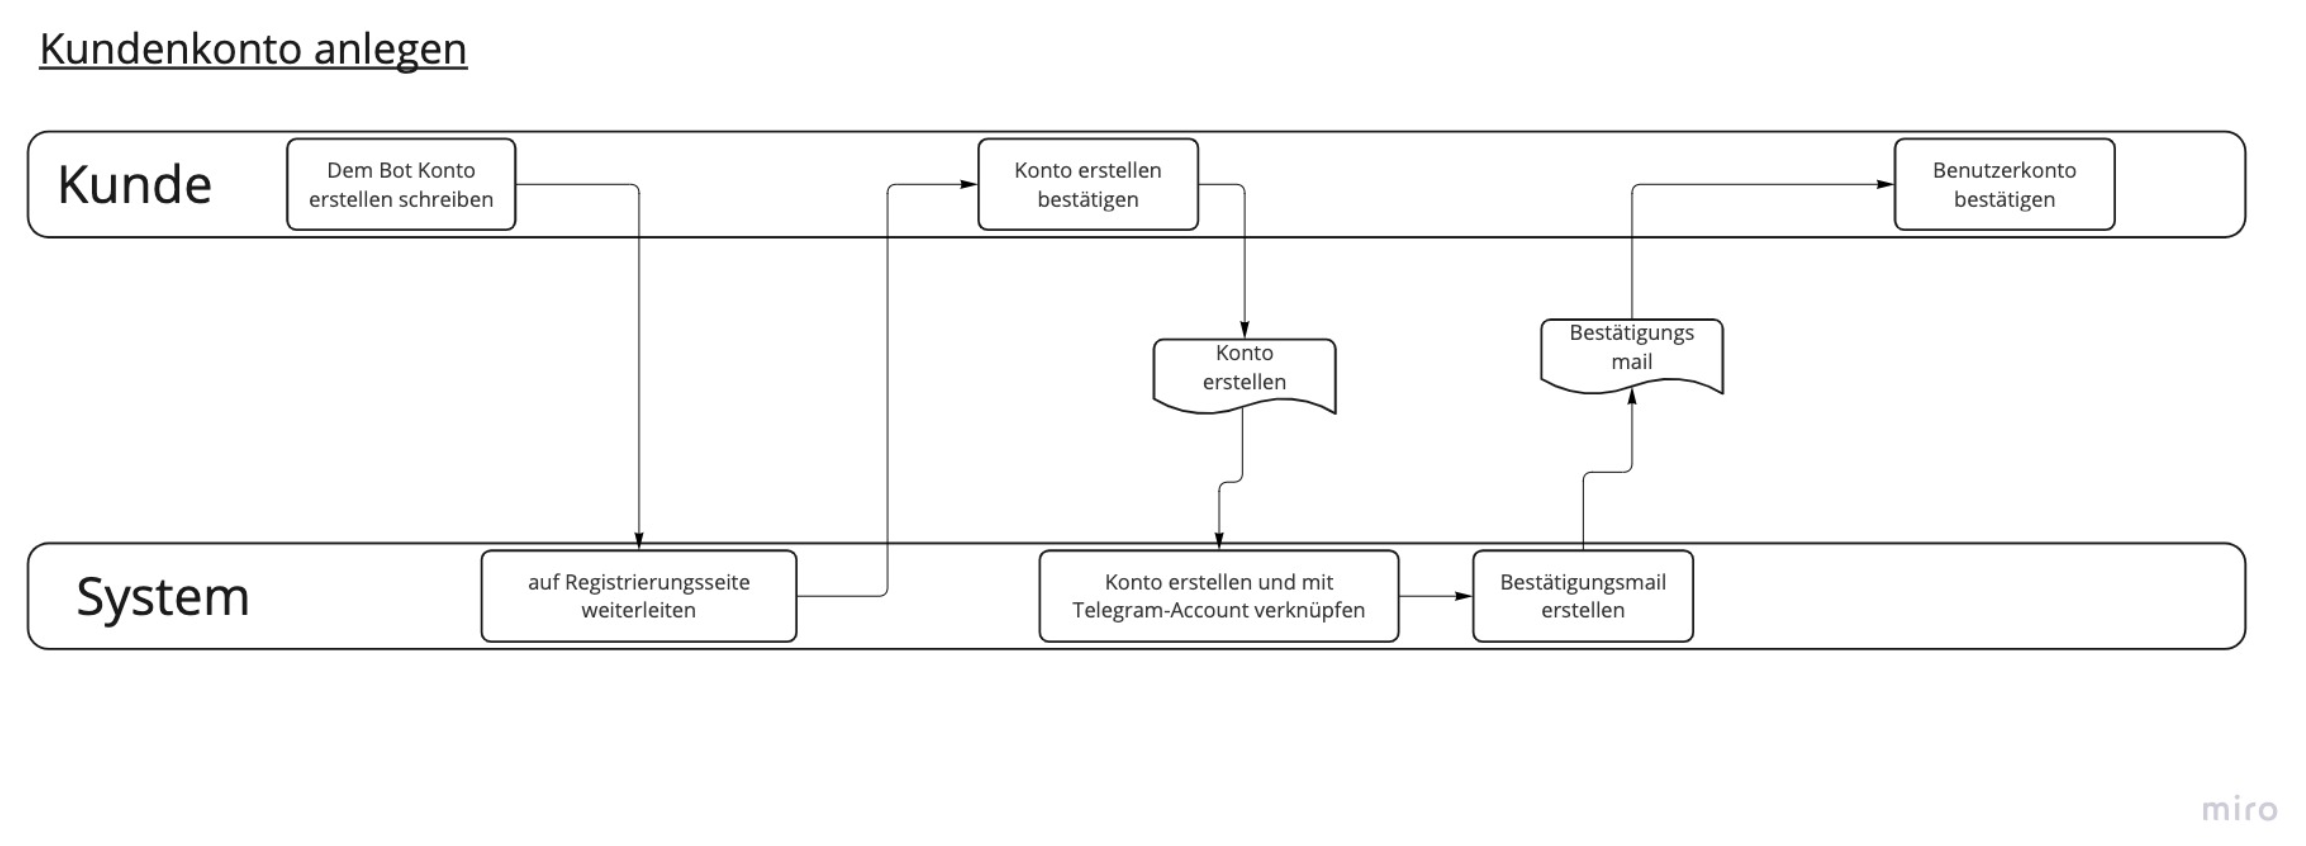 Kundenkonto anlegen
Kunde
Dem Bot Konto
erstellen schreiben
Konto erstellen
bestätigen
Benutzerkonto
bestätigen
Konto
erstellen
Bestätigungs
mail
System
auf Registrierungsseite
weiterleiten
Konto erstellen und mit
Telegram-Account verknüpfen
Bestätigungsmail
erstellen
miro